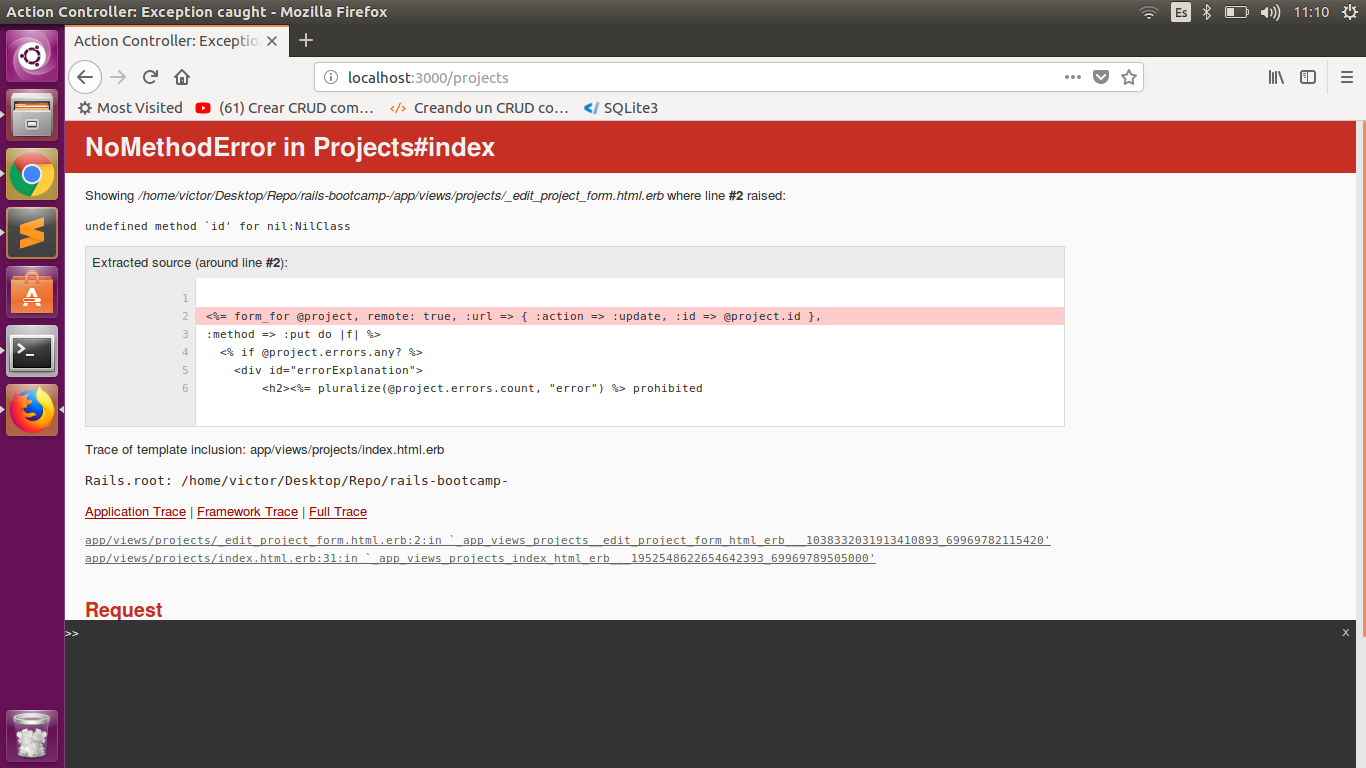 Action Controller: Exception caught - Mozilla Firefox
Es
11:10
Action Controller: Exceptio
localhost:3000/projects
Most Visited
(61) Crear CRUD com...
Creando un CRUD co...
SQLite3
NoMethodError in Projects#index
Showing /home/victor/Desktop/Repo/rails-bootcamp-/app/views/projects/_edit_project_form.html.erb where line #2 raised:
undefined method `id' for nil:NilClass
Extracted source (around line #2):
1
2 <%= form_for @project, remote: true, :url => { :action => :update, :id => @project.id },
3 :method => :put do |f| %>
4 <% if @project.errors.any? %>
5 <div id="errorExplanation">
6 <h2><%= pluralize(@project.errors.count, "error") %> prohibited
Trace of template inclusion: app/views/projects/index.html.erb
Rails.root: /home/victor/Desktop/Repo/rails-bootcamp-
Application Trace | Framework Trace | Full Trace
app/views/projects/_edit_project_form.html.erb:2:in `_app_views_projects__edit_project_form_html_erb___1038332031913410893_69969782115420'
app/views/projects/index.html.erb:31:in `_app_views_projects_index_html_erb___1952548622654642393_69969789505000'
Request
>>
x